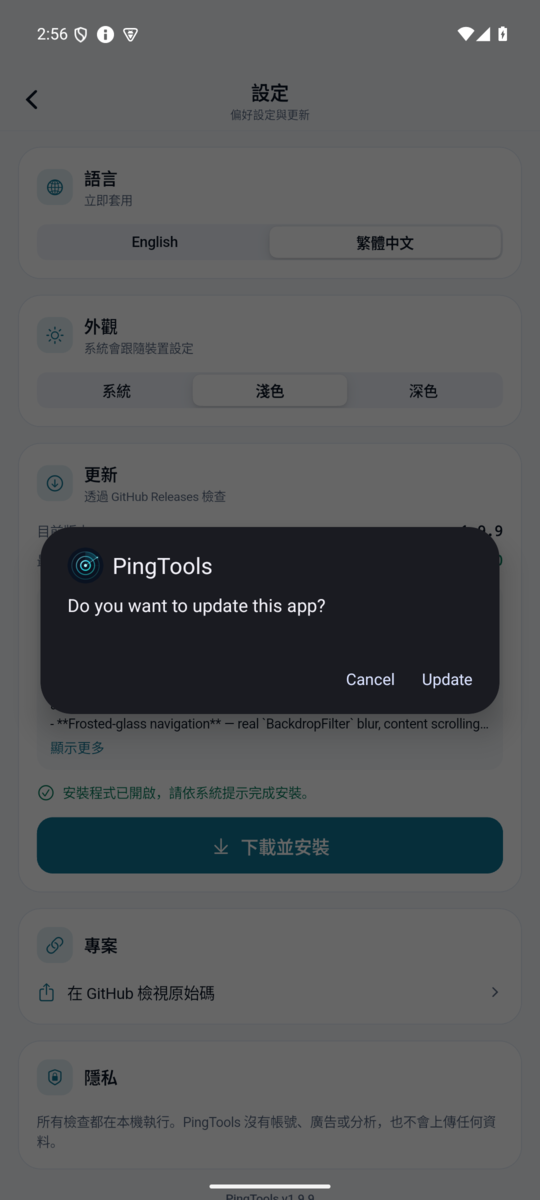 2:56
設定
偏好設定與更新
語言
立即套用
English
繁體中文
外觀
系統會跟隨裝置設定
系統
淺色
深色
更新
透過 GitHub Releases 檢查
PingTools
Do you want to update this app?
Cancel
Update
- **Frosted-glass navigation** — real `BackdropFilter` blur, content scrolling…
顯示更多
安裝程式已開啟，請依系統提示完成安裝。
下載並安裝
專案
在 GitHub 檢視原始碼
隱私
所有檢查都在本機執行。PingTools 沒有帳號、廣告或分析，也不會上傳任何資
料。
PingTools v1.9.9